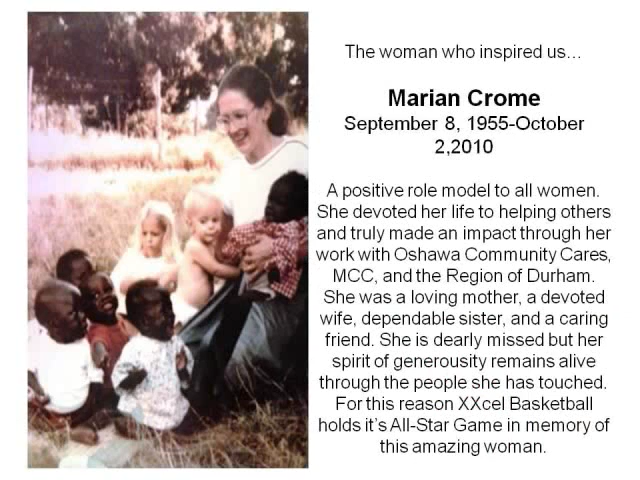 The woman who inspired us...
Marian Crome
September 8, 1955-October
2,2010
A positive role model to all women.
She devoted her life to helping others
and truly made an impact through her
work with Oshawa Community Cares,
MCC, and the Region of Durham.
She was a loving mother, a devoted
wife, dependable sister, and a caring
friend. She is dearly missed but her
spirit of generousity remains alive
through the people she has touched.
For this reason XXcel Basketball
holds it's All-Star Game in memory of
this amazing woman.